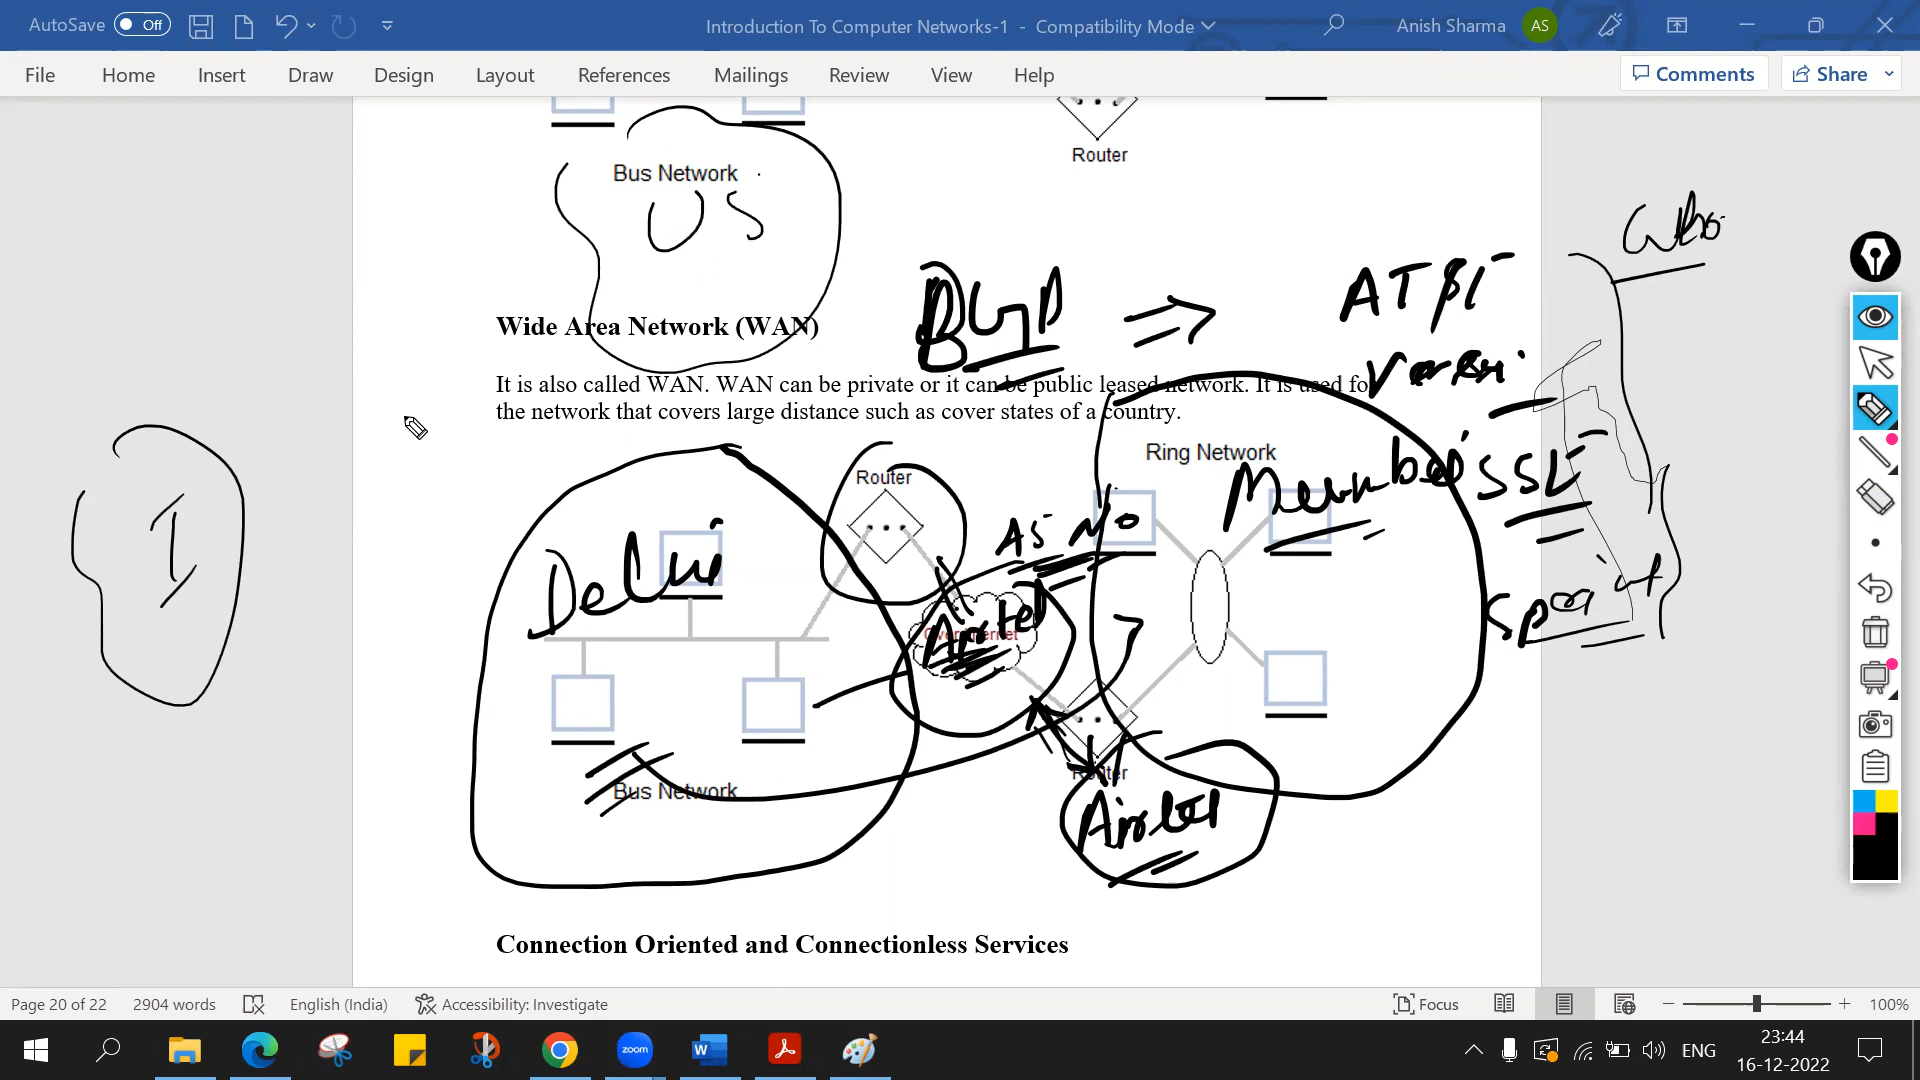 AutoSave Off
Introduction To Computer Networks-1 - Compatibility Mode
Anish Sharma AS
File Home Insert Draw Design Layout References Mailings Review View Help
Comments Share
Router
Bus Network
US
Wide Area Network (WAN)
BGP ⇒ AT&T
It is also called WAN. WAN can be private or it can be public leased network. It is used for
the network that covers large distance such as cover states of a country.
Ring Network
Router
AS No
Delhi
I
Over Internet
Airtel
Router
Bus Network
Airtel
Connection Oriented and Connectionless Services
Page 20 of 22 2904 words English (India) Accessibility: Investigate
Focus 100%
zoom
ENG
23:44
16-12-2022